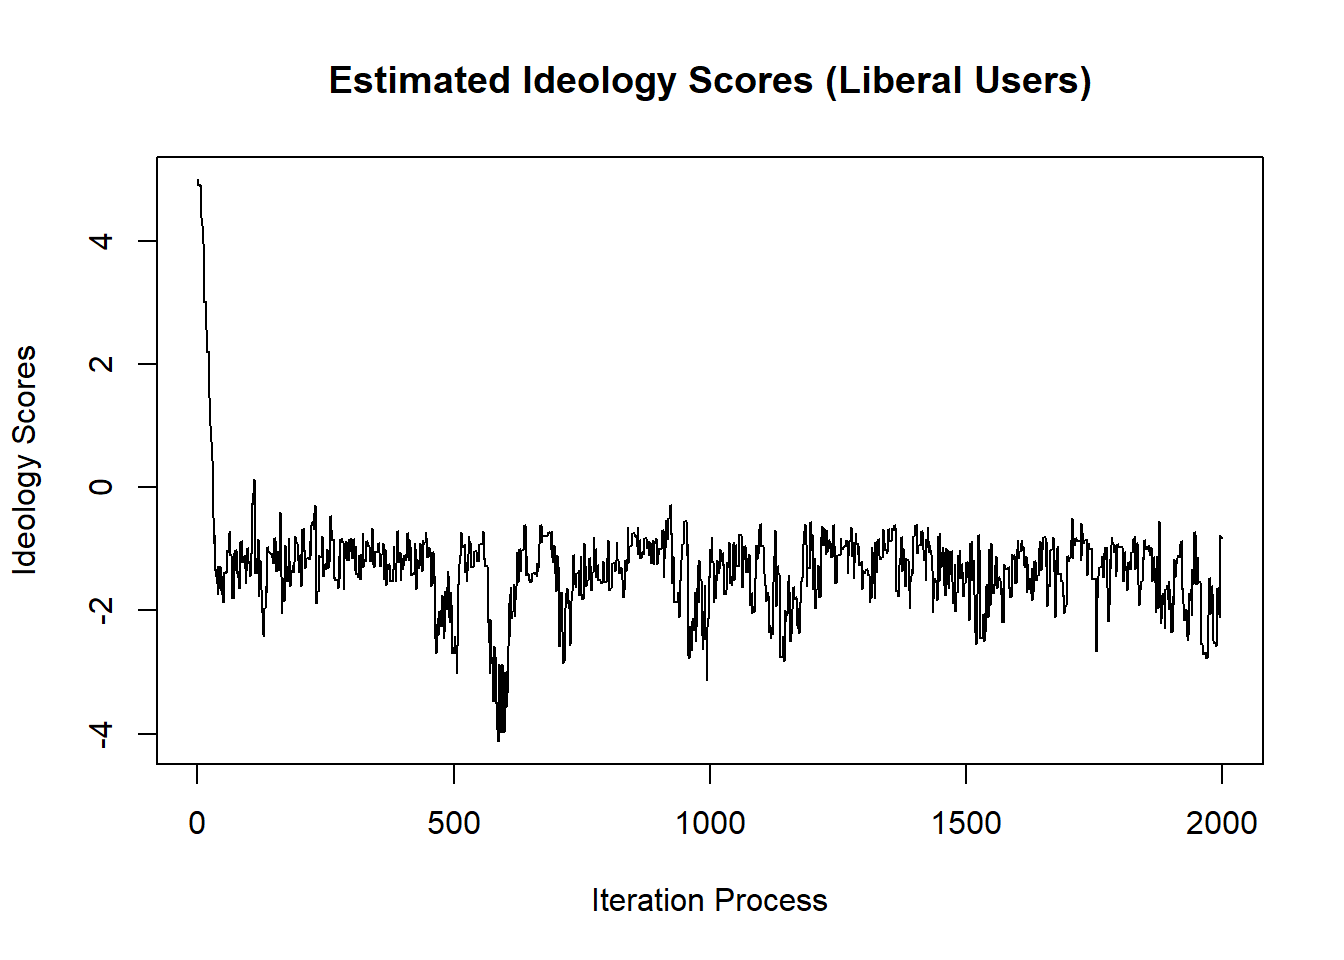 Estimated Ideology Scores (Liberal Users)
Ideology Scores
4
2
0
-2
-4
0 500 1000 1500 2000
Iteration Process